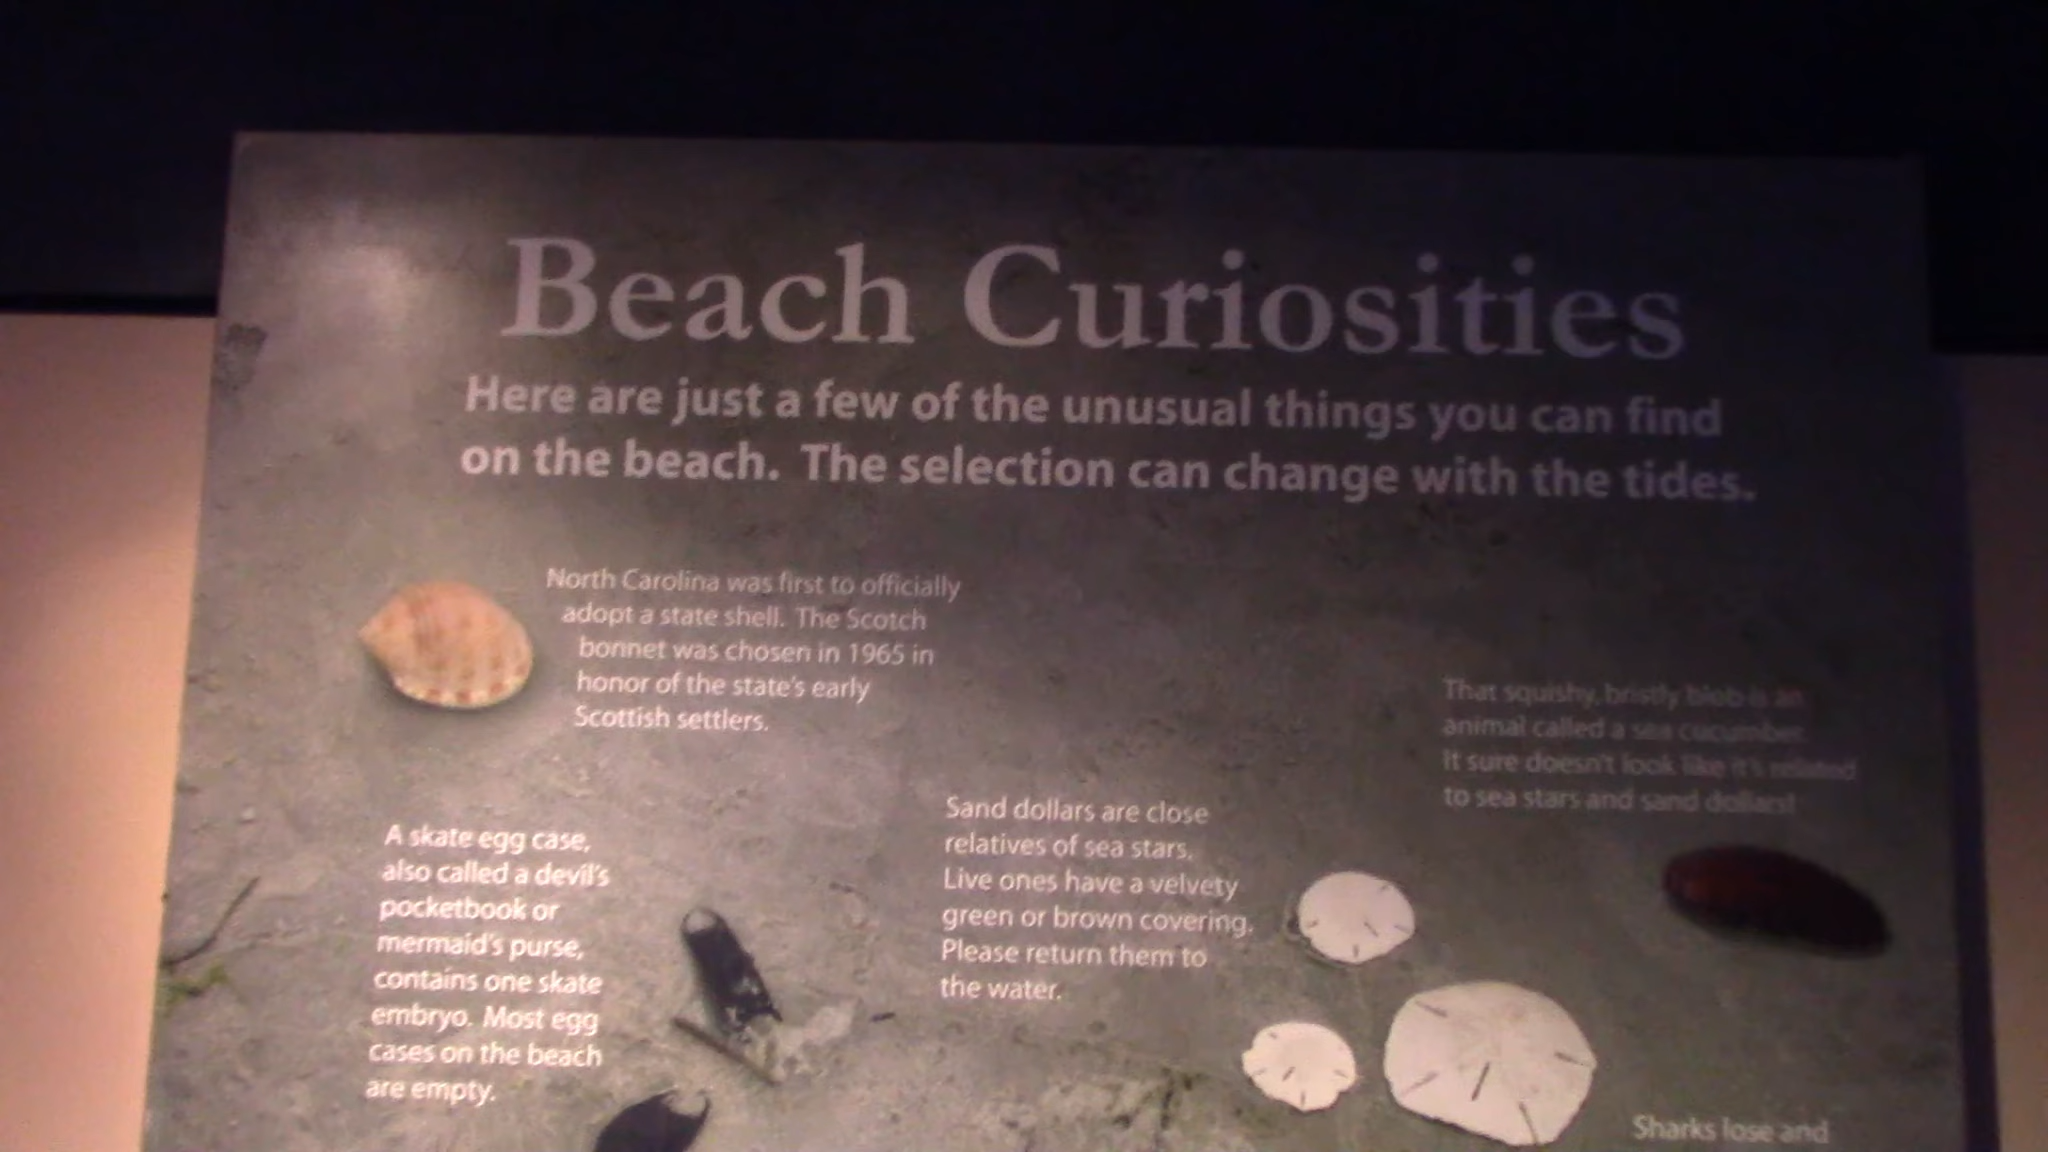 Beach Curiosities
Here are just a few of the unusual things you can find
on the beach. The selection can change with the tides.
North Carolina was first to officially
adopt a state shell. The Scotch
bonnet was chosen in 1965 in
honor of the state's early
Scottish settlers.
That squishy, bristly blob is an
animal called a sea cucumber.
It sure doesn't look like it's related
to sea stars and sand dollars!
A skate egg case,
also called a devil's
pocketbook or
mermaid's purse,
contains one skate
embryo. Most egg
cases on the beach
are empty.
Sand dollars are close
relatives of sea stars.
Live ones have a velvety
green or brown covering.
Please return them to
the water.
Sharks lose and